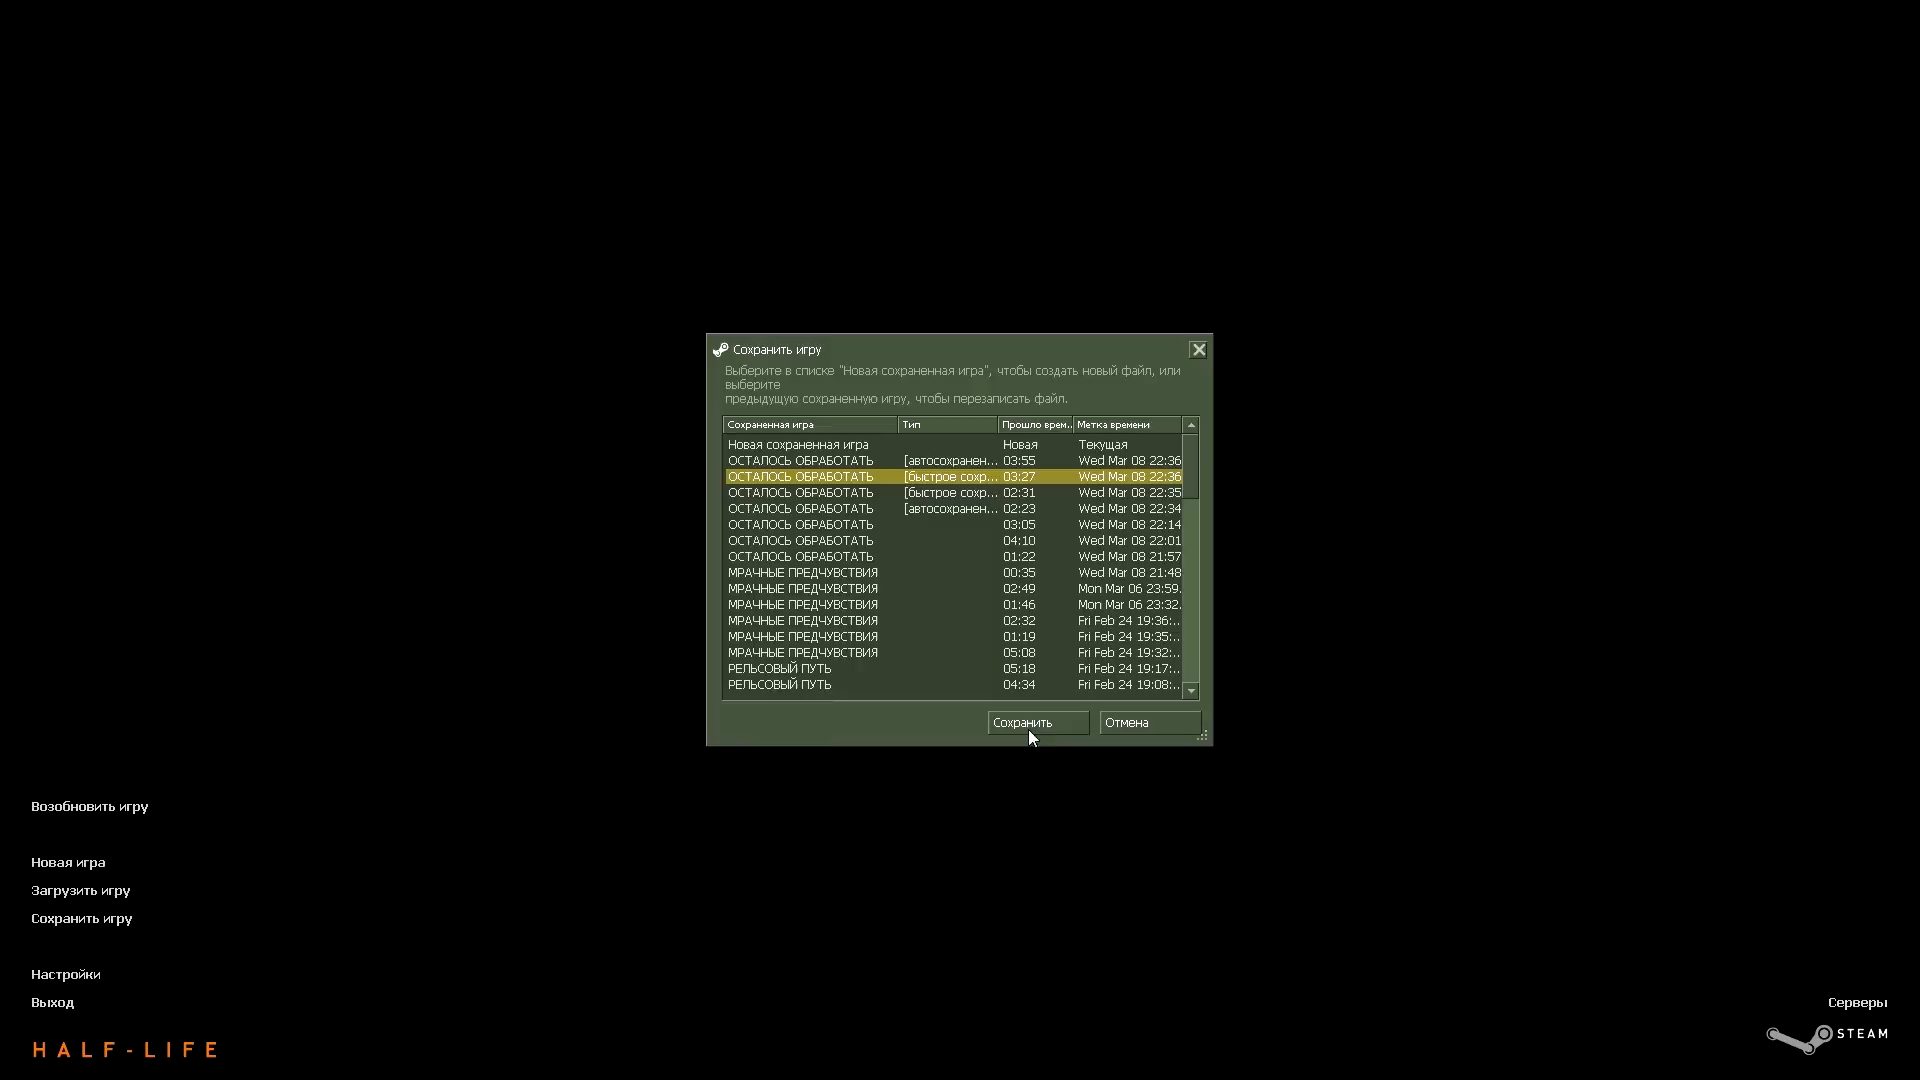 Сохранить игру
Выберите в списке "Новая сохраненная игра", чтобы создать новый файл, или
выберите
предыдущую сохраненную игру, чтобы перезаписать файл.
Сохраненная игра Тип Прошло врем.. Метка времени
Новая сохраненная игра Новая Текущая
ОСТАЛОСЬ ОБРАБОТАТЬ [автосохранен... 03:55 Wed Mar 08 22:36
ОСТАЛОСЬ ОБРАБОТАТЬ [быстрое сохр... 03:27 Wed Mar 08 22:36
ОСТАЛОСЬ ОБРАБОТАТЬ [быстрое сохр... 02:31 Wed Mar 08 22:35
ОСТАЛОСЬ ОБРАБОТАТЬ [автосохранен... 02:23 Wed Mar 08 22:34
ОСТАЛОСЬ ОБРАБОТАТЬ 03:05 Wed Mar 08 22:14
ОСТАЛОСЬ ОБРАБОТАТЬ 04:10 Wed Mar 08 22:01
ОСТАЛОСЬ ОБРАБОТАТЬ 01:22 Wed Mar 08 21:57
МРАЧНЫЕ ПРЕДЧУВСТВИЯ 00:35 Wed Mar 08 21:48
МРАЧНЫЕ ПРЕДЧУВСТВИЯ 02:49 Mon Mar 06 23:59.
МРАЧНЫЕ ПРЕДЧУВСТВИЯ 01:46 Mon Mar 06 23:32.
МРАЧНЫЕ ПРЕДЧУВСТВИЯ 02:32 Fri Feb 24 19:36:..
МРАЧНЫЕ ПРЕДЧУВСТВИЯ 01:19 Fri Feb 24 19:35:..
МРАЧНЫЕ ПРЕДЧУВСТВИЯ 05:08 Fri Feb 24 19:32:..
РЕЛЬСОВЫЙ ПУТЬ 05:18 Fri Feb 24 19:17:..
РЕЛЬСОВЫЙ ПУТЬ 04:34 Fri Feb 24 19:08:..
Сохранить Отмена
Возобновить игру
Новая игра
Загрузить игру
Сохранить игру
Настройки
Выход
Серверы
HALF-LIFE
STEAM